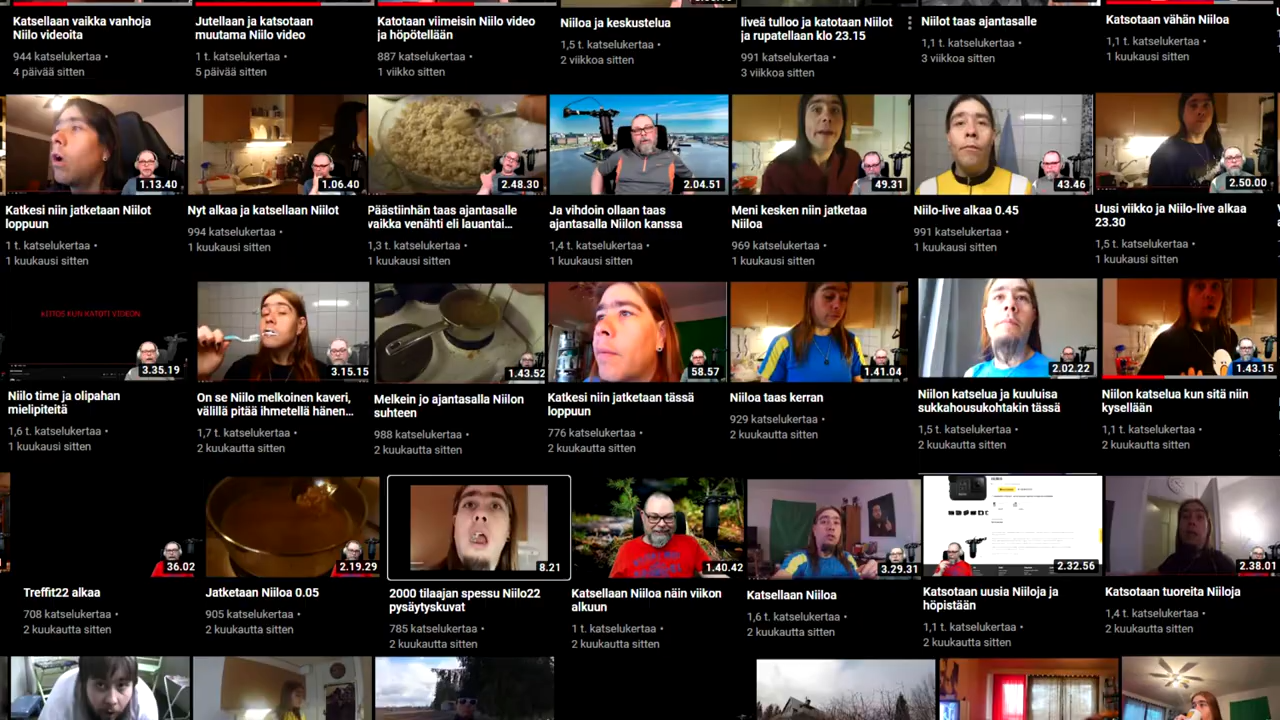 Katsellaan vaikka vanhoja
Niilo videoita
944 katselukertaa •
4 päivää sitten
Jutellaan ja katsotaan
muutama Niilo video
1 t. katselukertaa •
5 päivää sitten
Katotaan viimeisin Niilo video
ja höpötellään
887 katselukertaa •
1 viikko sitten
Niiloa ja keskustelua
1,5 t. katselukertaa •
2 viikkoa sitten
liveä tulloo ja katotaan Niilot
ja rupatellaan klo 23.15
991 katselukertaa •
3 viikkoa sitten
Niilot taas ajantasalle
1,1 t. katselukertaa •
3 viikkoa sitten
Katsotaan vähän Niiloa
1,1 t. katselukertaa •
1 kuukausi sitten
1.13.40
Katkesi niin jatketaan Niilot
loppuun
1 t. katselukertaa •
1 kuukausi sitten
1.06.40
Nyt alkaa ja katsellaan Niilot
994 katselukertaa •
1 kuukausi sitten
2.48.30
Päästiinhän taas ajantasalle
vaikka venähti eli lauantai...
1,3 t. katselukertaa •
1 kuukausi sitten
2.04.51
Ja vihdoin ollaan taas
ajantasalla Niilon kanssa
1,4 t. katselukertaa •
1 kuukausi sitten
49.31
Meni kesken niin jatketaa
Niiloa
969 katselukertaa •
1 kuukausi sitten
43.46
Niilo-live alkaa 0.45
991 katselukertaa •
1 kuukausi sitten
2.50.00
Uusi viikko ja Niilo-live alkaa
23.30
1,5 t. katselukertaa •
1 kuukausi sitten
KIITOS KUN KATOIT VIDEON
3.35.19
Niilo time ja olipahan
mielipiteitä
1,6 t. katselukertaa •
1 kuukausi sitten
3.15.15
On se Niilo melkoinen kaveri,
välillä pitää ihmetellä hänen...
1,7 t. katselukertaa •
2 kuukautta sitten
1.43.52
Melkein jo ajantasalla Niilon
suhteen
988 katselukertaa •
2 kuukautta sitten
58.57
Katkesi niin jatketaan tässä
loppuun
776 katselukertaa •
2 kuukautta sitten
1.41.04
Niiloa taas kerran
929 katselukertaa •
2 kuukautta sitten
2.02.22
Niilon katselua ja kuuluisa
sukkahousukohtakin tässä
1,5 t. katselukertaa •
2 kuukautta sitten
1.43.15
Niilon katselua kun sitä niin
kysellään
1,1 t. katselukertaa •
2 kuukautta sitten
36.02
Treffit22 alkaa
708 katselukertaa •
2 kuukautta sitten
2.19.29
Jatketaan Niiloa 0.05
905 katselukertaa •
2 kuukautta sitten
8.21
2000 tilaajan spessu Niilo22
pysäytyskuvat
785 katselukertaa •
2 kuukautta sitten
1.40.42
Katsellaan Niiloa näin viikon
alkuun
1 t. katselukertaa •
2 kuukautta sitten
3.29.31
Katsellaan Niiloa
1,6 t. katselukertaa •
2 kuukautta sitten
2.32.56
Katsotaan uusia Niiloja ja
höpistään
1,1 t. katselukertaa •
2 kuukautta sitten
2.38.01
Katsotaan tuoreita Niiloja
1,4 t. katselukertaa •
2 kuukautta sitten